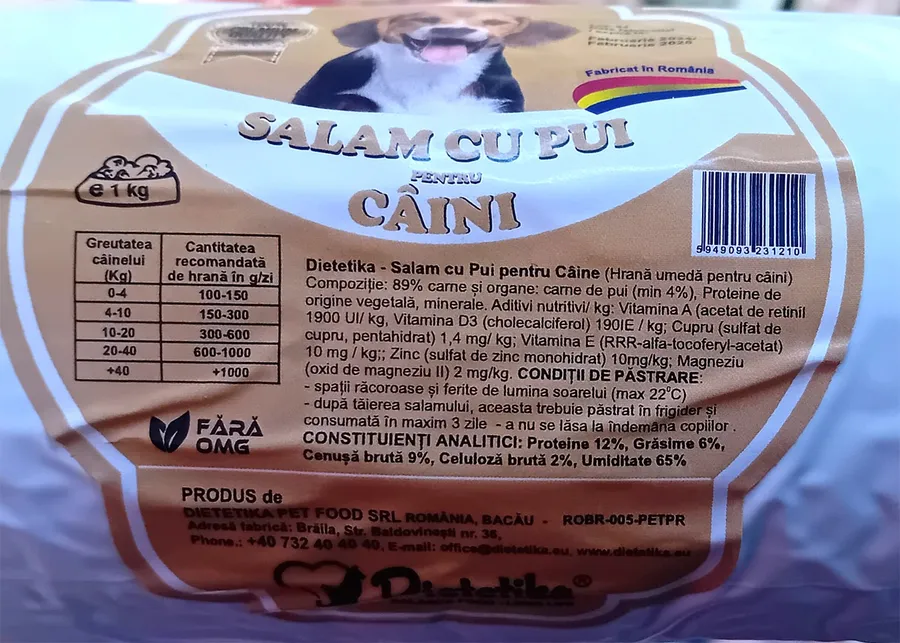 Februarie 2024
Februarie 2025
Fabricat în România
SALAM CU PUI
PENTRU
CÂINI
e 1 kg
5949093231210
Greutatea câinelui (Kg) Cantitatea recomandată de hrană în g/zi
0-4 100-150
4-10 150-300
10-20 300-600
20-40 600-1000
+40 +1000
Dietetika - Salam cu Pui pentru Câine (Hrană umedă pentru câini)
Compoziție: 89% carne și organe: carne de pui (min 4%), Proteine de
origine vegetală, minerale. Aditivi nutritivi/ kg: Vitamina A (acetat de retinil
1900 UI/ kg, Vitamina D3 (cholecalciferol) 190IE / kg; Cupru (sulfat de
cupru, pentahidrat) 1,4 mg/ kg; Vitamina E (RRR-alfa-tocoferyl-acetat)
10 mg / kg;; Zinc (sulfat de zinc monohidrat) 10mg/kg; Magneziu
(oxid de magneziu II) 2 mg/kg. CONDIȚII DE PĂSTRARE:
- spații răcoroase și ferite de lumina soarelui (max 22°C)
- după tăierea salamului, aceasta trebuie păstrat în frigider și
consumată în maxim 3 zile - a nu se lăsa la îndemâna copiilor .
CONSTITUIENȚI ANALITICI: Proteine 12%, Grăsime 6%,
Cenușă brută 9%, Celuloză brută 2%, Umiditate 65%
FĂRĂ
OMG
PRODUS de
DIETETIKA PET FOOD SRL ROMÂNIA, BACĂU - ROBR-005-PETPR
Adresă fabrică: Brăila, Str. Baldovinești nr. 36,
Phone.: +40 732 40 40 40, E-mail: office@dietetika.eu, www.dietetika.eu
Dietetika®